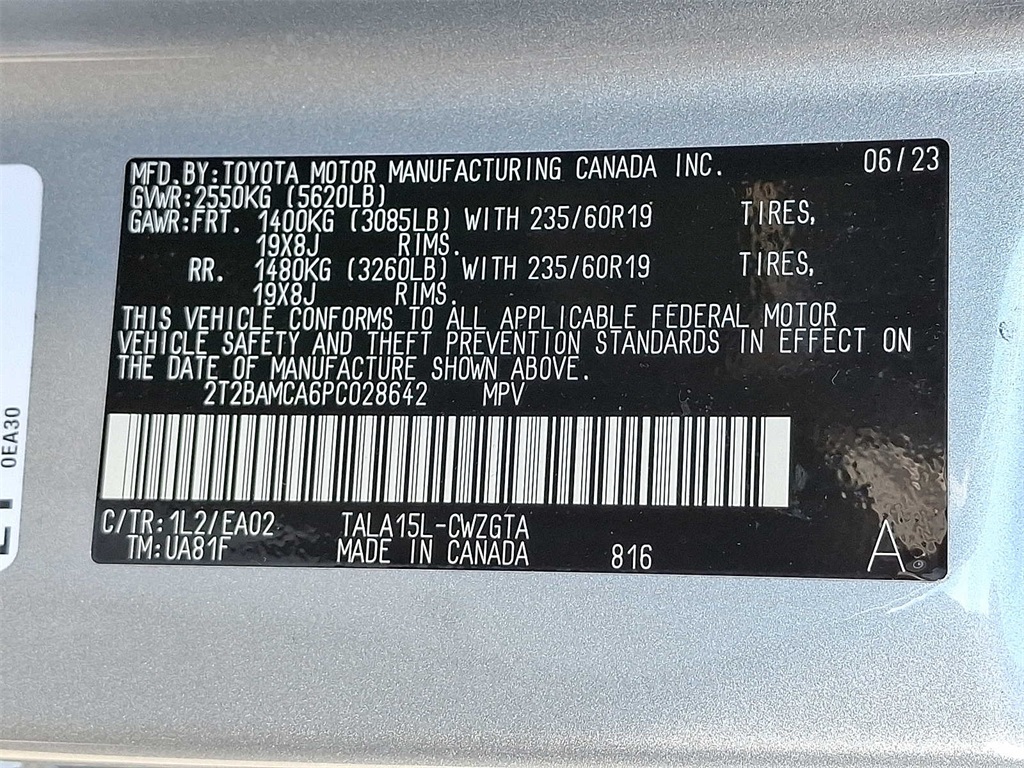 MFD.BY:TOYOTA MOTOR MANUFACTURING CANADA INC. 06/23
GVWR:2550KG (5620LB)
GAWR:FRT. 1400KG (3085LB) WITH 235/60R19 TIRES,
19X8J RIMS.
RR. 1480KG (3260LB) WITH 235/60R19 TIRES,
19X8J RIMS.
THIS VEHICLE CONFORMS TO ALL APPLICABLE FEDERAL MOTOR
VEHICLE SAFETY AND THEFT PREVENTION STANDARDS IN EFFECT ON
THE DATE OF MANUFACTURE SHOWN ABOVE.
2T2BAMCA6PC028642 MPV
C/TR:1L2/EA02 TALA15L-CWZGTA
TM:UA81F MADE IN CANADA 816 A
0EA30